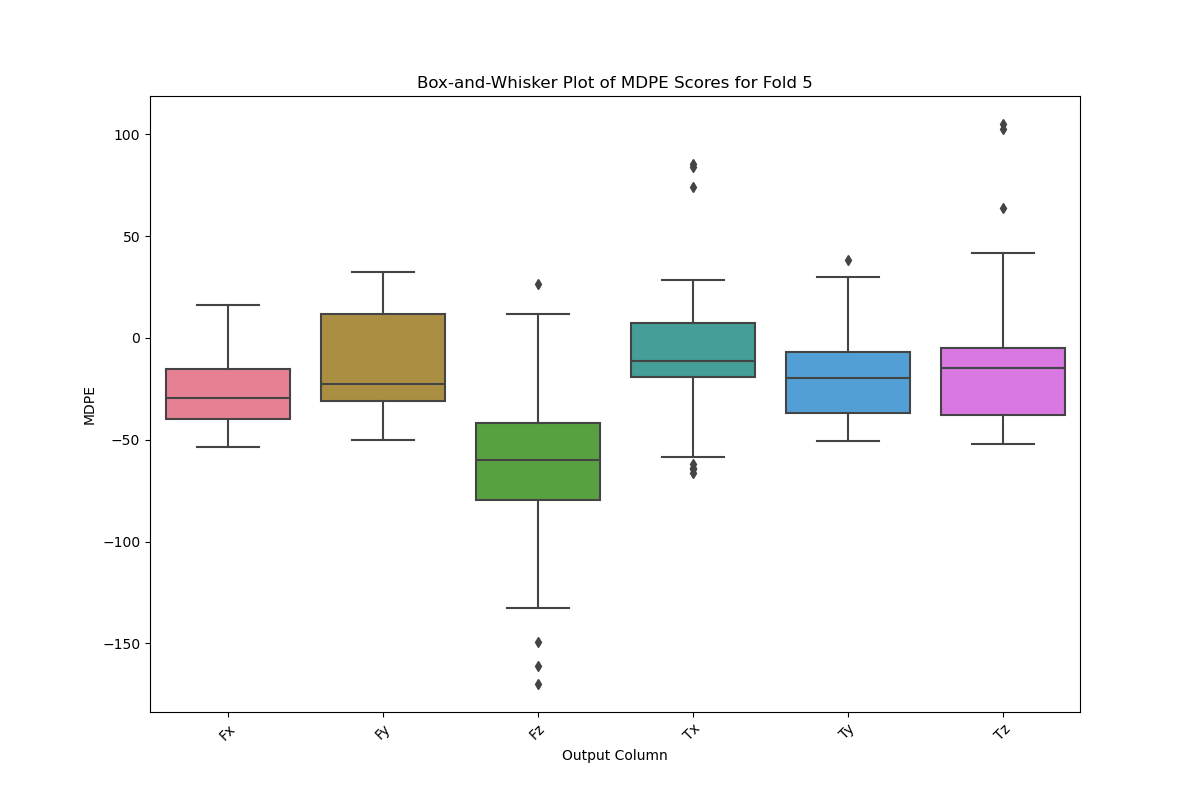 Box-and-Whisker Plot of MDPE Scores for Fold 5
100
50
0
−50
−100
−150
MDPE
Fx
Fy
Fz
Tx
Ty
Tz
Output Column